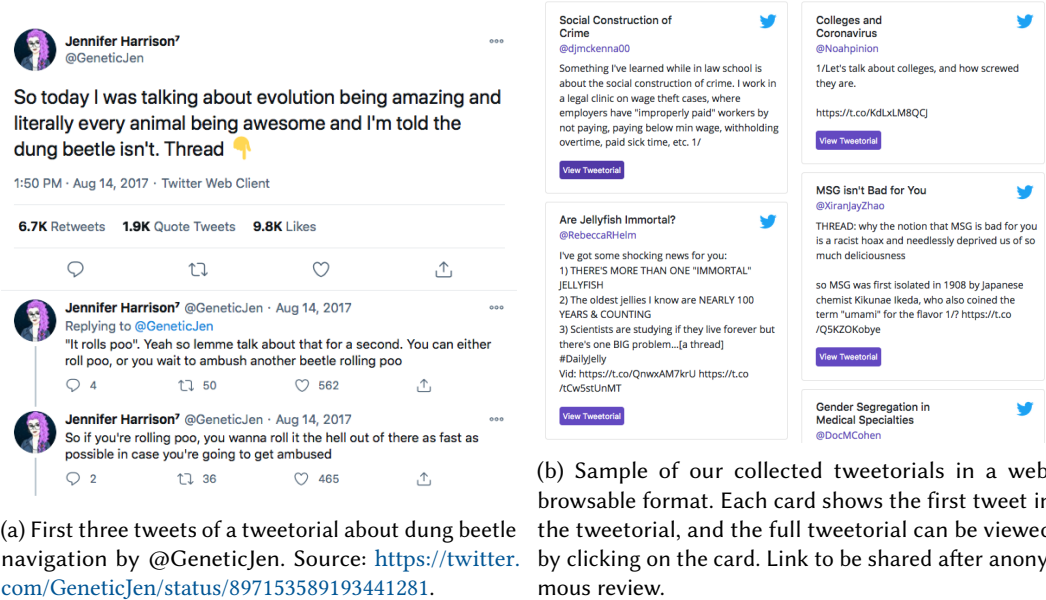 Jennifer Harrison⁷
@GeneticJen
So today I was talking about evolution being amazing and
literally every animal being awesome and I'm told the
dung beetle isn't. Thread 👇
1:50 PM · Aug 14, 2017 · Twitter Web Client
6.7K Retweets 1.9K Quote Tweets 9.8K Likes
Jennifer Harrison⁷ @GeneticJen · Aug 14, 2017
Replying to @GeneticJen
"It rolls poo". Yeah so lemme talk about that for a second. You can either
roll poo, or you wait to ambush another beetle rolling poo
4 50 562
Jennifer Harrison⁷ @GeneticJen · Aug 14, 2017
So if you're rolling poo, you wanna roll it the hell out of there as fast as
possible in case you're going to get ambused
2 36 465
(a) First three tweets of a tweetorial about dung beetle
navigation by @GeneticJen. Source: https://twitter.
com/GeneticJen/status/897153589193441281.
Social Construction of
Crime
@djmckenna00
Something I've learned while in law school is
about the social construction of crime. I work in
a legal clinic on wage theft cases, where
employers have "improperly paid" workers by
not paying, paying below min wage, withholding
overtime, paid sick time, etc. 1/
View Tweetorial
Are Jellyfish Immortal?
@RebeccaRHelm
I've got some shocking news for you:
1) THERE'S MORE THAN ONE "IMMORTAL"
JELLYFISH
2) The oldest jellies I know are NEARLY 100
YEARS & COUNTING
3) Scientists are studying if they live forever but
there's one BIG problem...[a thread]
#DailyJelly
Vid: https://t.co/QnwxAM7krU https://t.co
/tCw5stUnMT
View Tweetorial
Colleges and
Coronavirus
@Noahpinion
1/Let's talk about colleges, and how screwed
they are.
https://t.co/KdLxLM8QCJ
View Tweetorial
MSG isn't Bad for You
@XiranJayZhao
THREAD: why the notion that MSG is bad for you
is a racist hoax and needlessly deprived us of so
much deliciousness
so MSG was first isolated in 1908 by Japanese
chemist Kikunae Ikeda, who also coined the
term "umami" for the flavor 1/? https://t.co
/Q5KZOKobye
View Tweetorial
Gender Segregation in
Medical Specialties
@DocMCohen
(b) Sample of our collected tweetorials in a web
browsable format. Each card shows the first tweet in
the tweetorial, and the full tweetorial can be viewed
by clicking on the card. Link to be shared after anony
mous review.